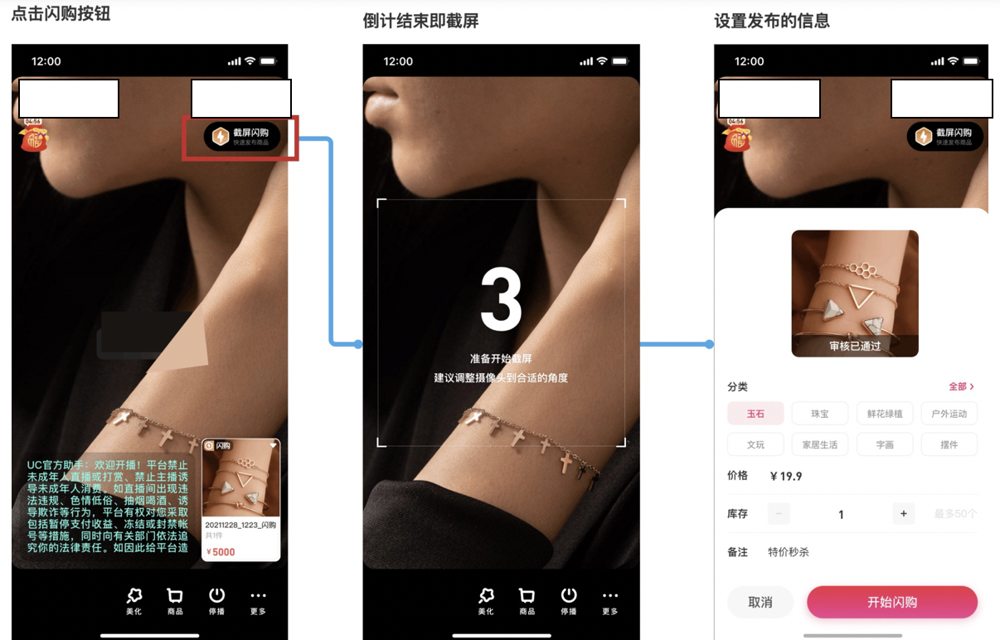 点击闪购按钮
倒计结束即截屏
设置发布的信息
12:00
04:56
截屏闪购
快速发布商品
UC官方助手：欢迎开播！平台禁止
未成年人直播或打赏、禁止主播诱
导未成年人消费。如直播间出现违
法违规、色情低俗、抽烟喝酒、诱
导欺诈等行为，平台有权对您采取
包括暂停支付收益、冻结或封禁帐
号等措施，同时向有关部门依法追
究你的法律责任。如因此给平台造
闪购
20211228_1223_闪购
共1件
¥5000
美化 商品 停播 更多
12:00
3
准备开始截屏
建议调整摄像头到合适的角度
美化 商品 停播 更多
12:00
04:56
截屏闪购
快速发布商品
审核已通过
分类 全部 >
玉石 珠宝 鲜花绿植 户外运动
文玩 家居生活 字画 摆件
价格 ¥19.9
库存 − 1 + 最多50个
备注 特价秒杀
取消 开始闪购